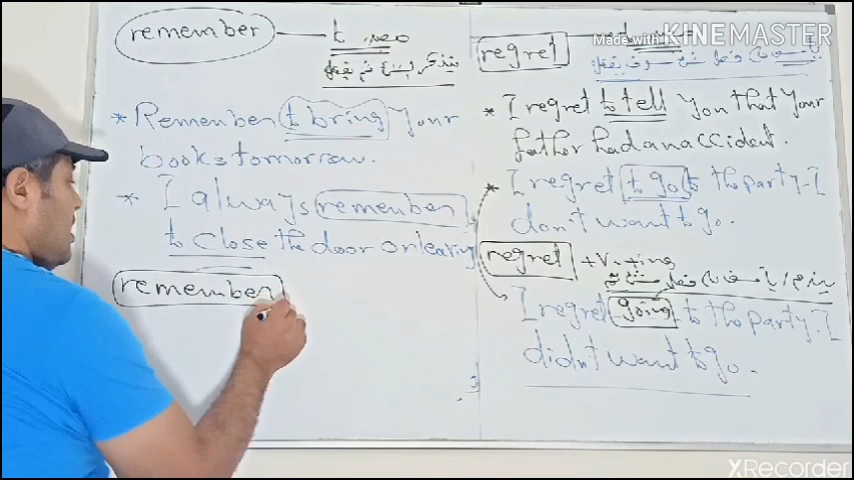 remember
يتذكر
* Remember to bring your
books tomorrow.
* I always remember
to close the door on leaving
remember
regret
* I regret to tell you that your
father had an accident.
* I regret to go to the party. I
don't want to go.
regret + V. + ing
I regret going to the party. I
didn't want to go.
Made with KINEMASTER
XRecorder